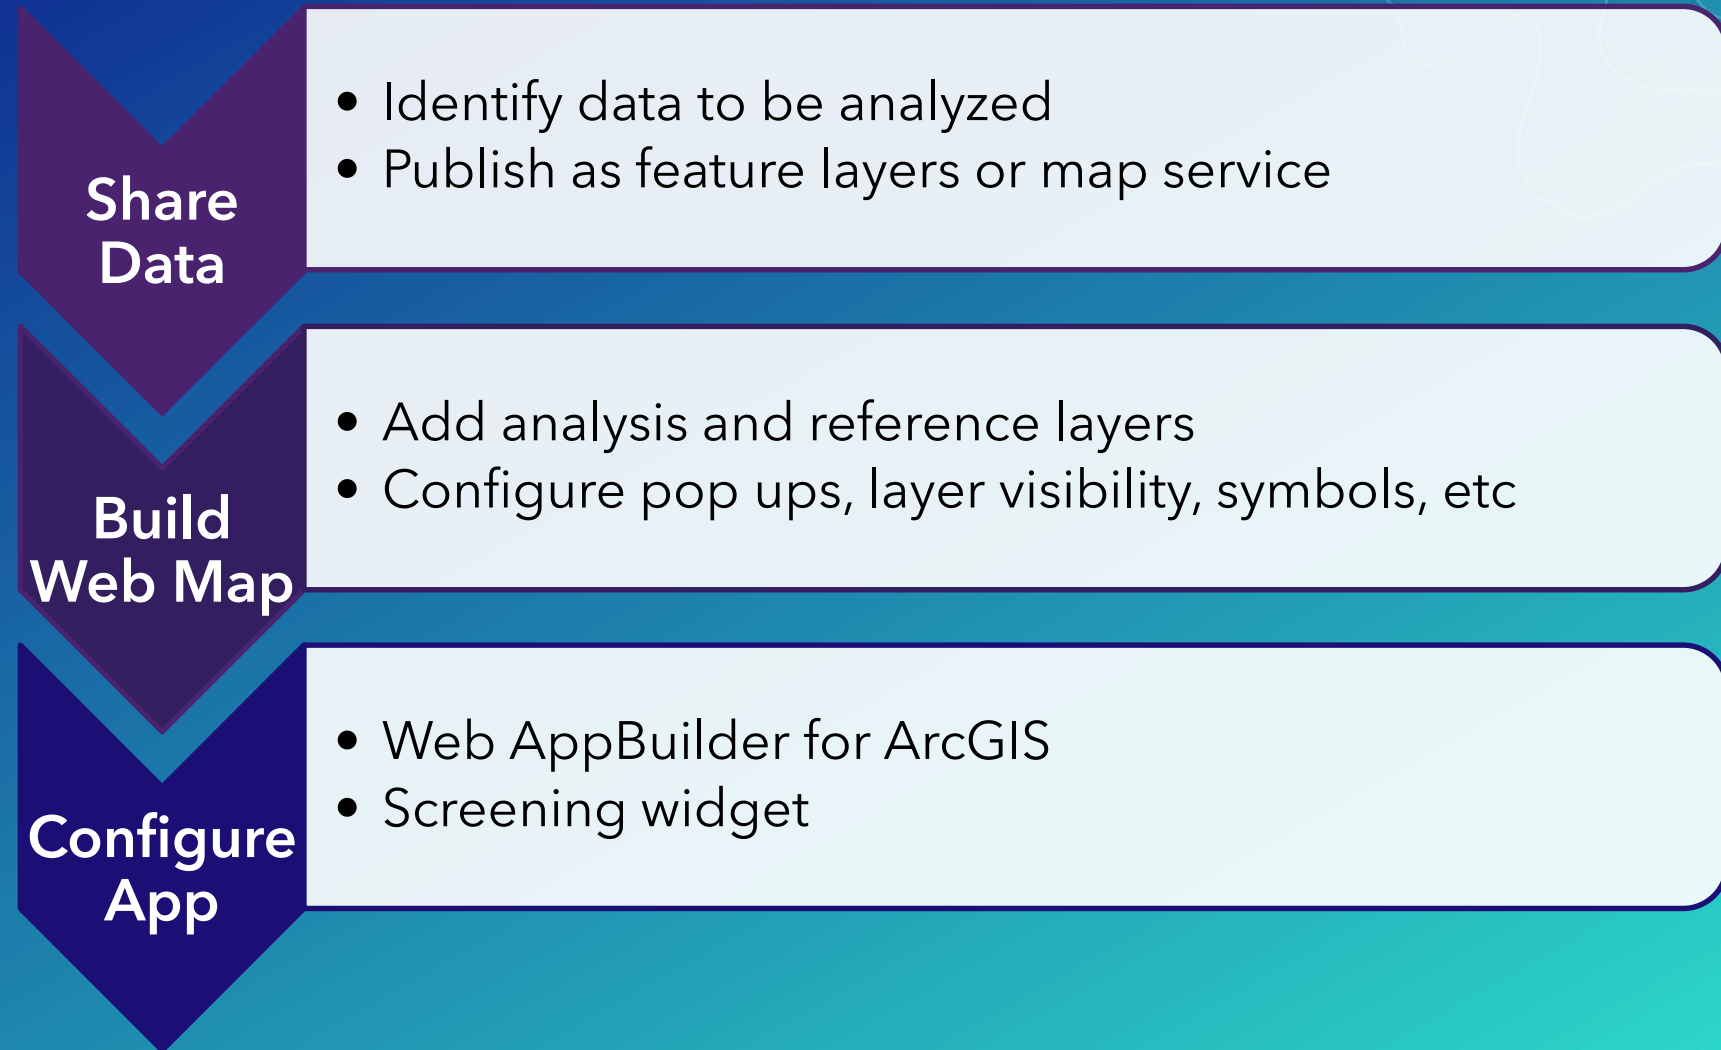 Share
Data
• Identify data to be analyzed
• Publish as feature layers or map service
Build
Web Map
• Add analysis and reference layers
• Configure pop ups, layer visibility, symbols, etc
Configure
App
• Web AppBuilder for ArcGIS
• Screening widget